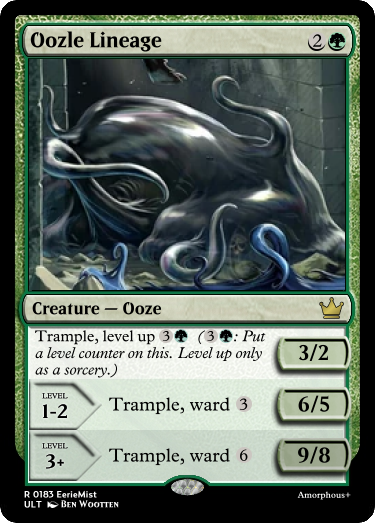 Oozle Lineage 2
Creature — Ooze
Trample, level up 3 (3: Put
a level counter on this. Level up only
as a sorcery.)
3/2
LEVEL
1-2
Trample, ward 3
6/5
LEVEL
3+
Trample, ward 6
9/8
R 0183 EerieMist
ULT Ben Wootten
Amorphous+